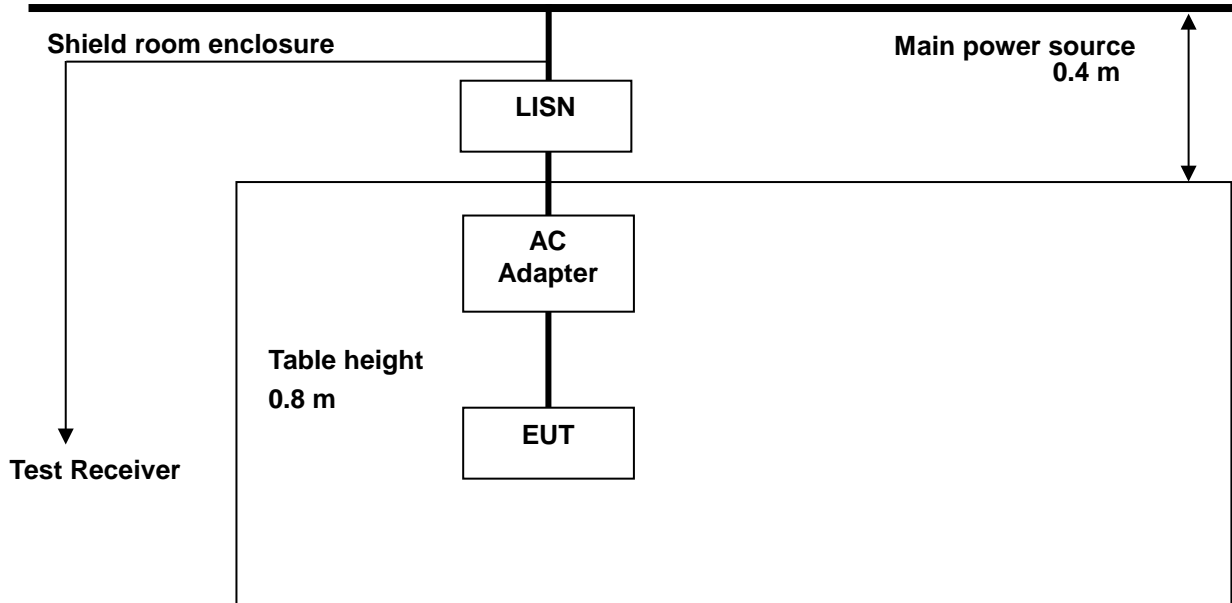 Shield room enclosure
Main power source
0.4 m
LISN
AC
Adapter
Table height
0.8 m
EUT
Test Receiver